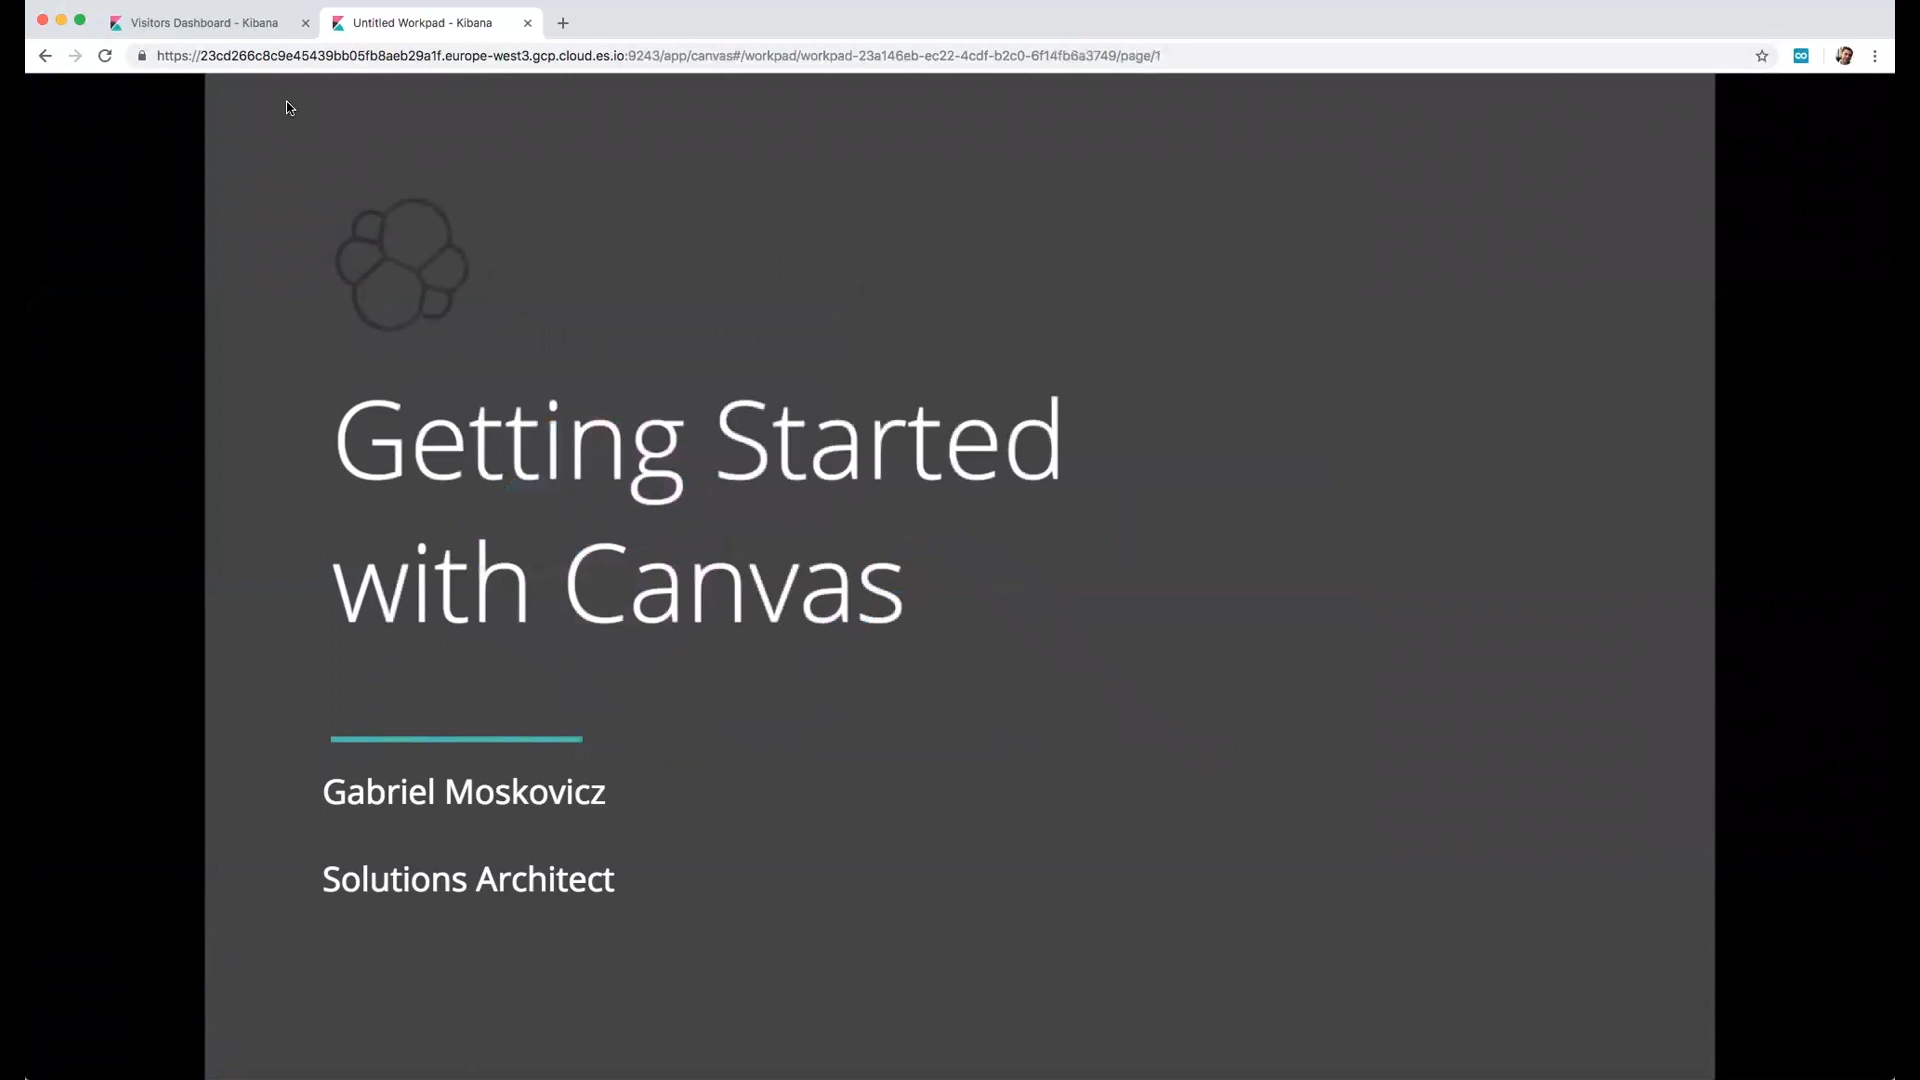 Visitors Dashboard - Kibana
Untitled Workpad - Kibana
https://23cd266c8c9e45439bb05fb8aeb29a1f.europe-west3.gcp.cloud.es.io:9243/app/canvas#/workpad/workpad-23a146eb-ec22-4cdf-b2c0-6f14fb6a3749/page/1
Getting Started
with Canvas
Gabriel Moskovicz
Solutions Architect